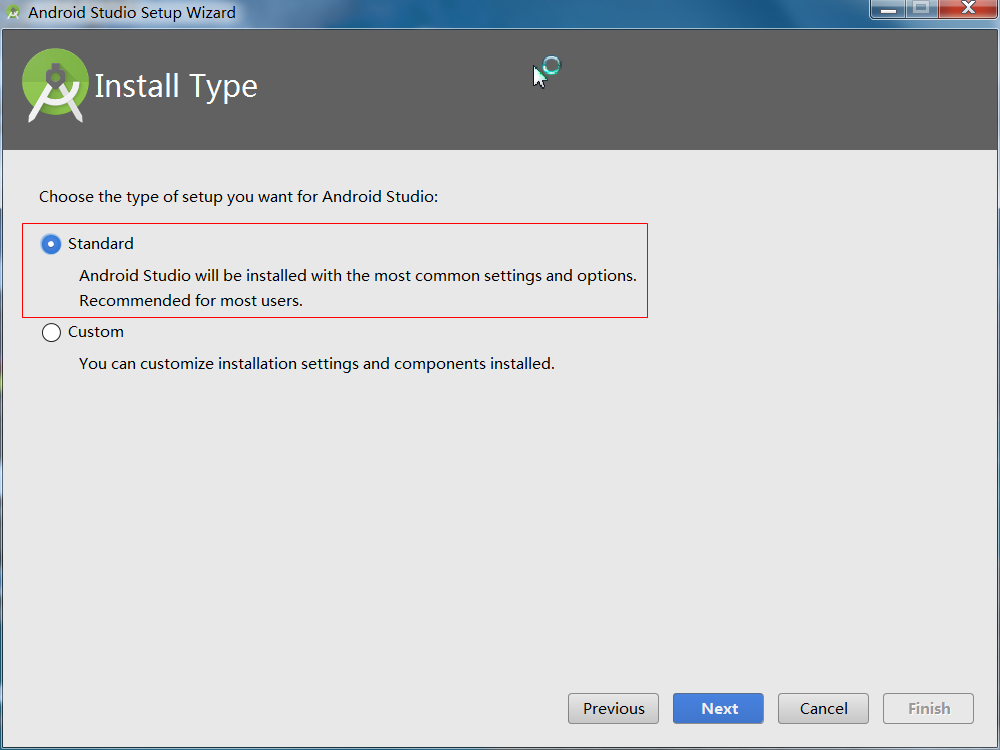 Android Studio Setup Wizard
Install Type
Choose the type of setup you want for Android Studio:
Standard
Android Studio will be installed with the most common settings and options.
Recommended for most users.
Custom
You can customize installation settings and components installed.
Previous
Next
Cancel
Finish